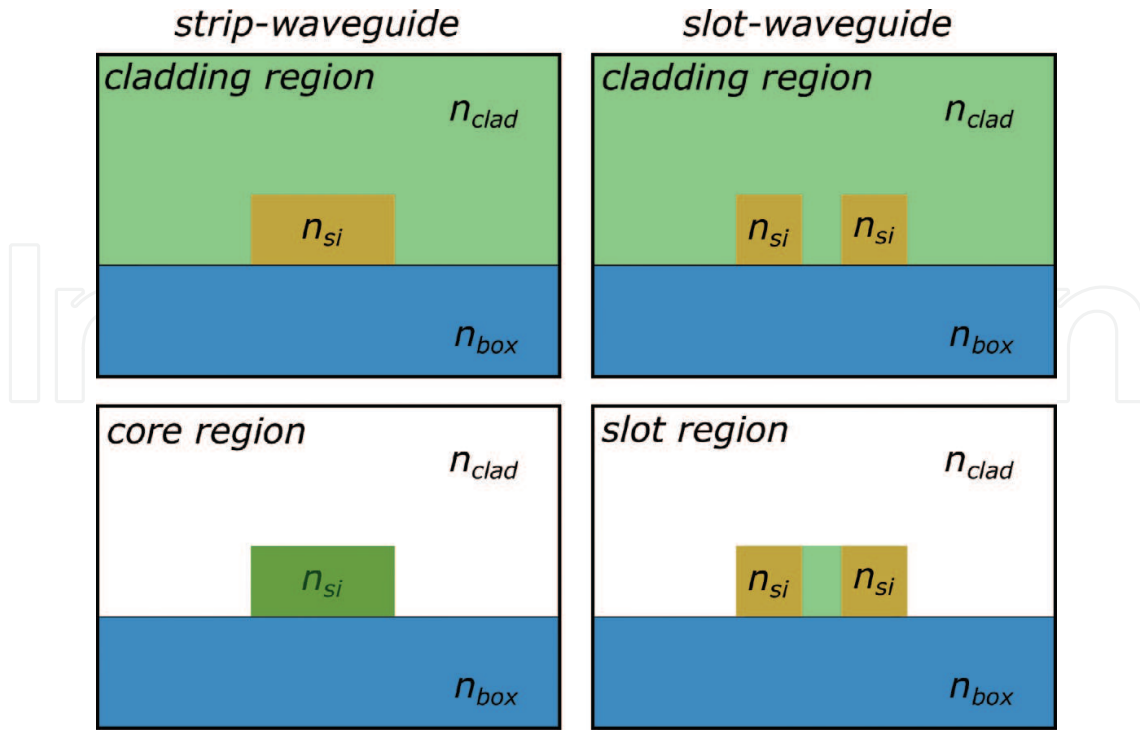 strip-waveguide
slot-waveguide
cladding region
n_clad
n_si
n_box
cladding region
n_clad
n_si n_si
n_box
core region
n_clad
n_si
n_box
slot region
n_clad
n_si n_si
n_box